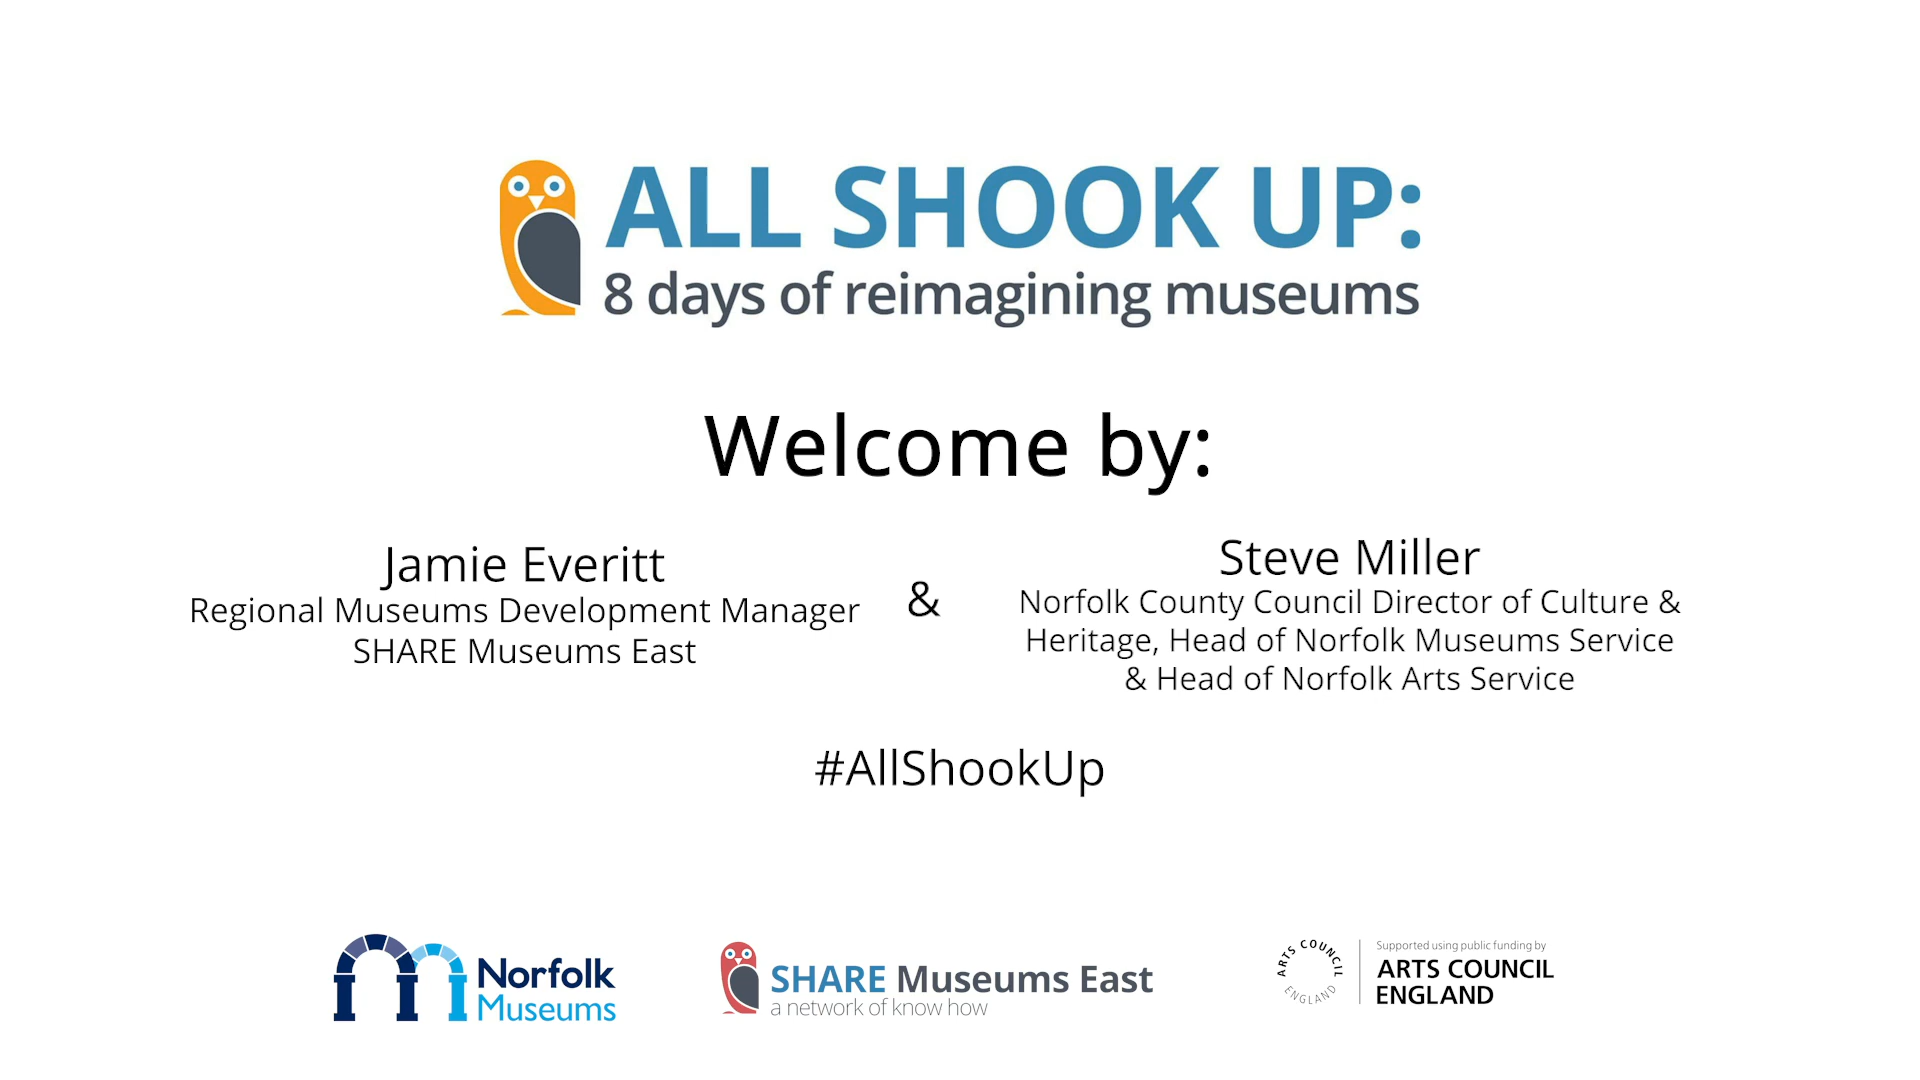 ALL SHOOK UP:
8 days of reimagining museums
Welcome by:
Jamie Everitt
Regional Museums Development Manager
SHARE Museums East
&
Steve Miller
Norfolk County Council Director of Culture &
Heritage, Head of Norfolk Museums Service
& Head of Norfolk Arts Service
#AllShookUp
Norfolk
Museums
SHARE Museums East
a network of know how
ARTS COUNCIL
ENGLAND
Supported using public funding by
ARTS COUNCIL
ENGLAND